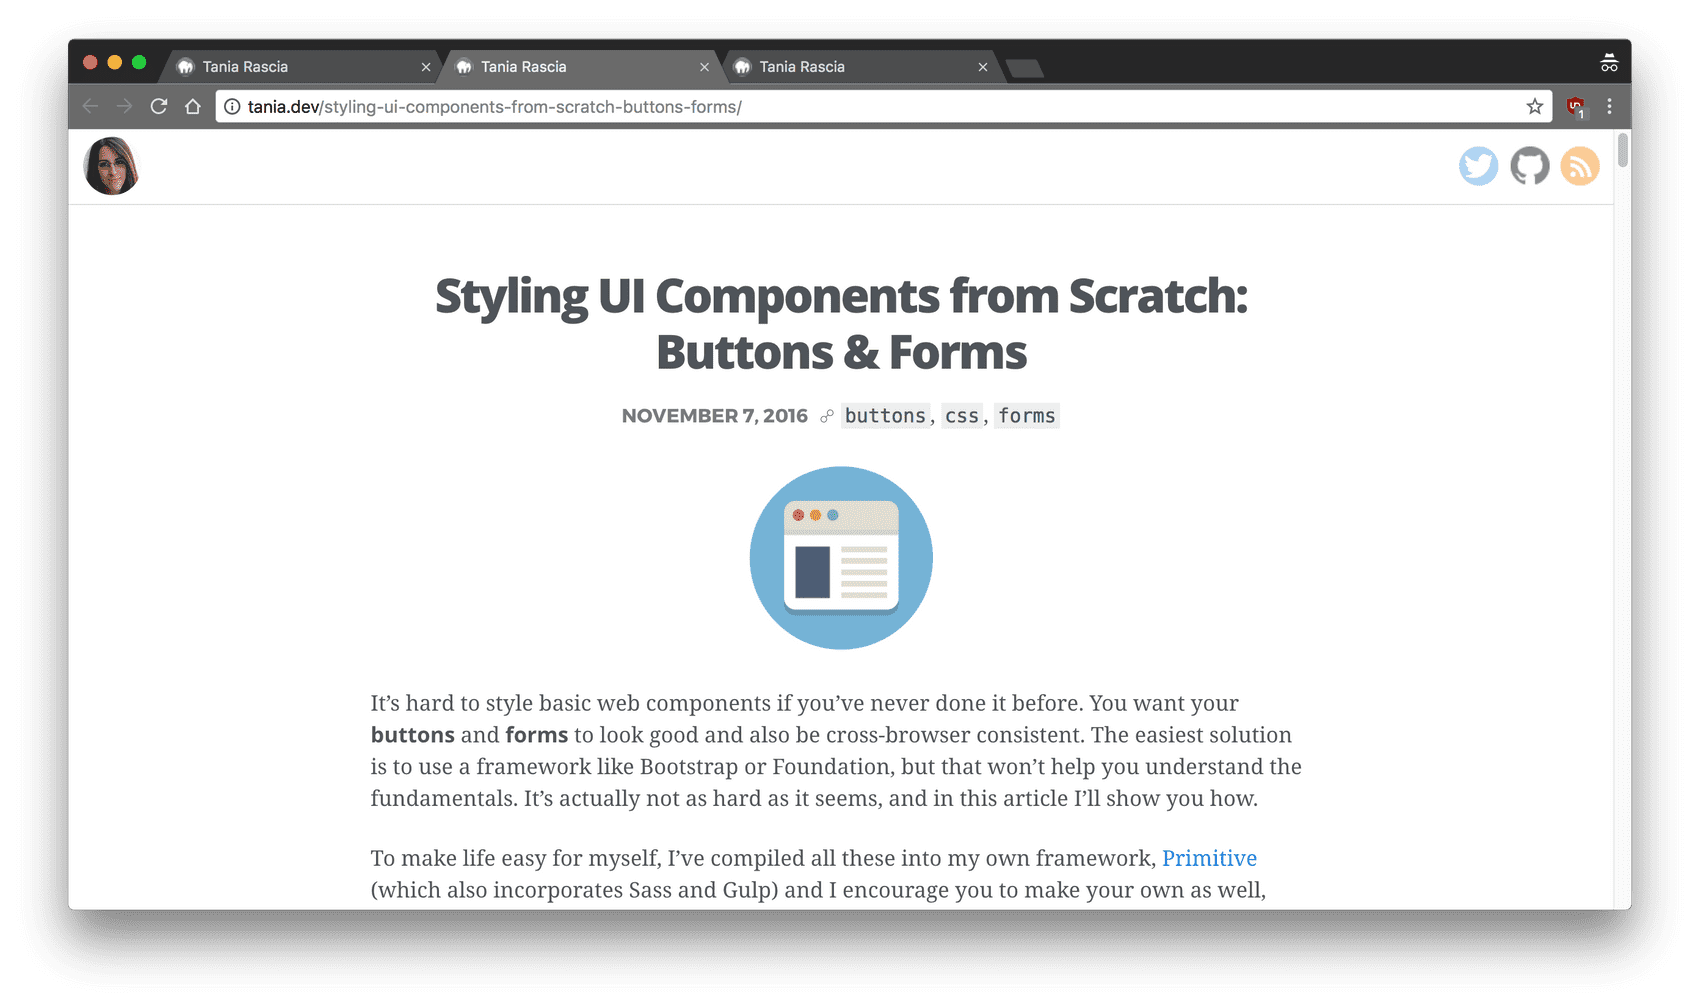 Tania Rascia
Tania Rascia
Tania Rascia
tania.dev/styling-ui-components-from-scratch-buttons-forms/
1
Styling UI Components from Scratch:
Buttons & Forms
NOVEMBER 7, 2016 buttons, css, forms
It’s hard to style basic web components if you’ve never done it before. You want your
buttons and forms to look good and also be cross-browser consistent. The easiest solution
is to use a framework like Bootstrap or Foundation, but that won’t help you understand the
fundamentals. It’s actually not as hard as it seems, and in this article I’ll show you how.
To make life easy for myself, I’ve compiled all these into my own framework, Primitive
(which also incorporates Sass and Gulp) and I encourage you to make your own as well,